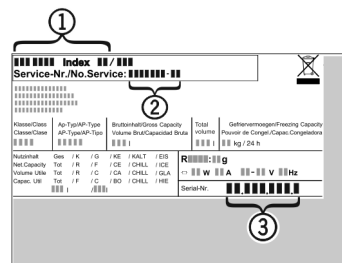 1
Index /
Service-Nr./No.Service: -
2
Klasse/Class
Classe/Clase
Ap-Typ/AP-Type
AP-Type/AP-Tipo
Bruttoinhalt/Gross Capacity
Volume Brut/Capacidad Bruta
l
Total
volume
l
Gefriervermoegen/Freezing Capacity
Pouvoir de Congel./Capac.Congeladora
kg / 24 h
Nutzinhalt Ges / K / G / KE / KALT / EIS
Net.Capacity Tot / R / F / CE / CHILL / ICE
Volume Utile Tot / R / C / CA / CHILL / GLA
Capac. Util Tot / F / C / BO / CHILL / HIE
l / l
R : g
W A - V Hz
Serial-Nr. . . .
3